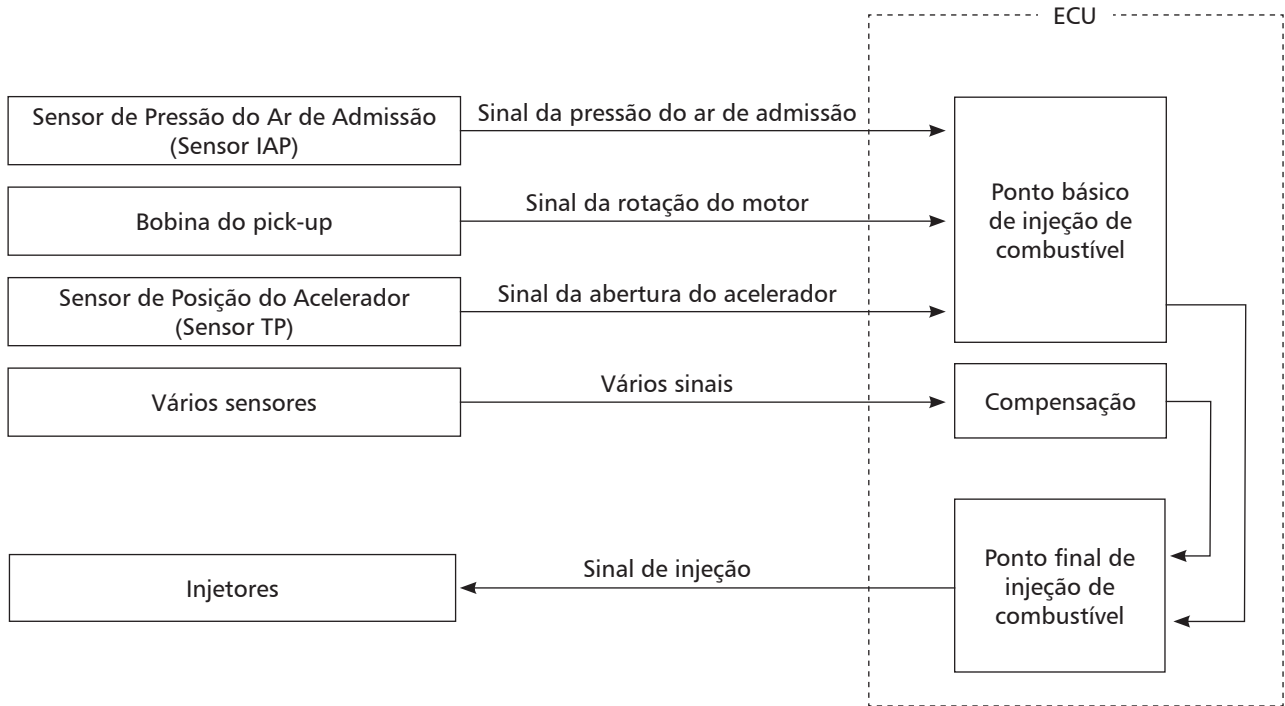 ECU
Sensor de Pressão do Ar de Admissão
(Sensor IAP)
Sinal da pressão do ar de admissão
Bobina do pick-up
Sinal da rotação do motor
Sensor de Posição do Acelerador
(Sensor TP)
Sinal da abertura do acelerador
Ponto básico
de injeção de
combustível
Vários sensores
Vários sinais
Compensação
Injetores
Sinal de injeção
Ponto final de
injeção de
combustível